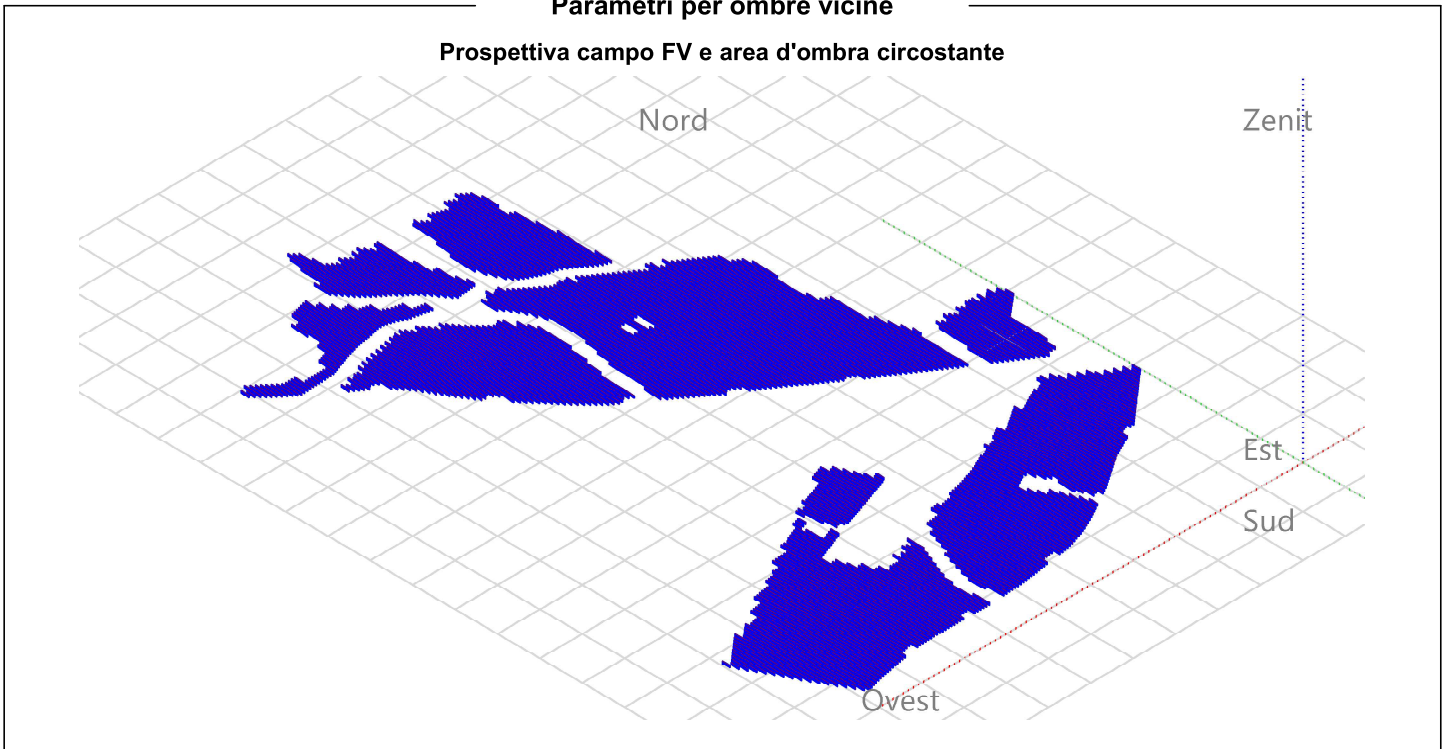 Parametri per ombre vicine
Prospettiva campo FV e area d'ombra circostante
Nord
Zenit
Est
Sud
Ovest